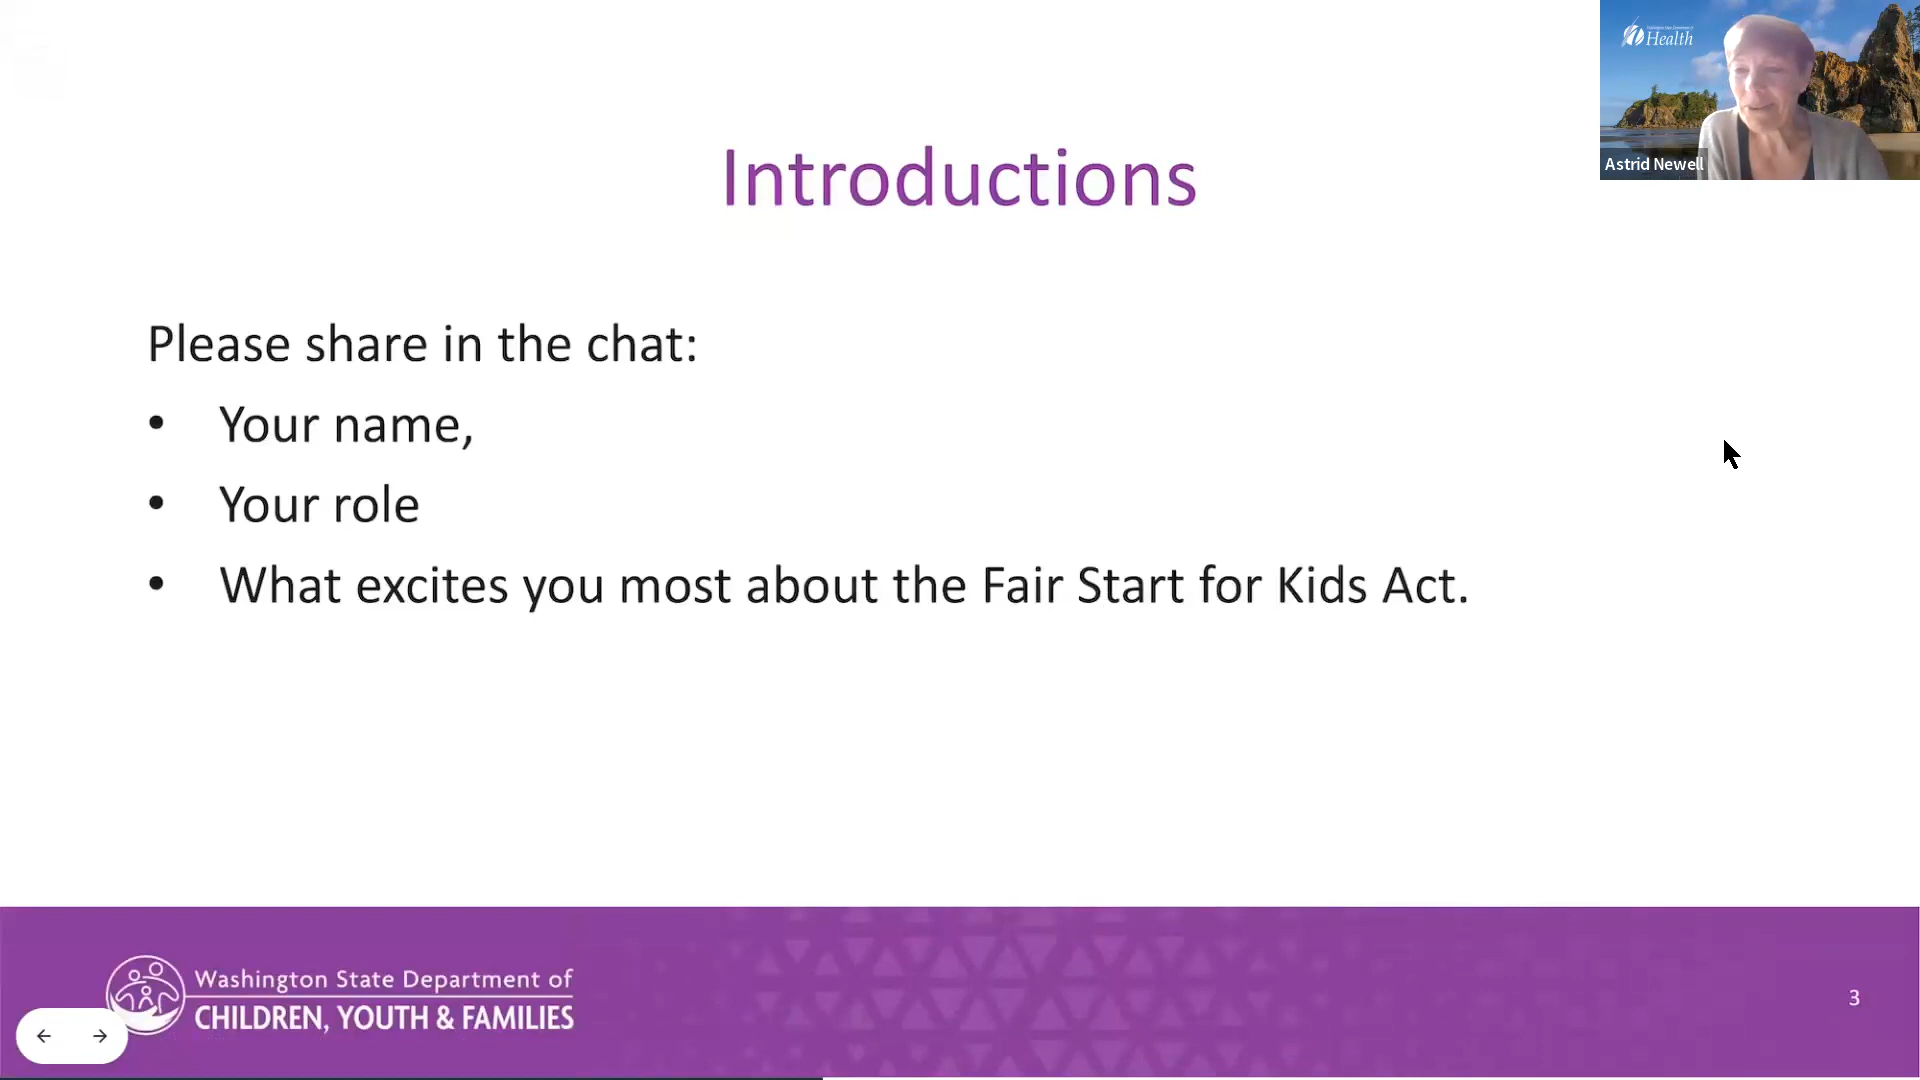 Health
Astrid Newell
Introductions
Please share in the chat:
• Your name,
• Your role
• What excites you most about the Fair Start for Kids Act.
Washington State Department of
CHILDREN, YOUTH & FAMILIES
3